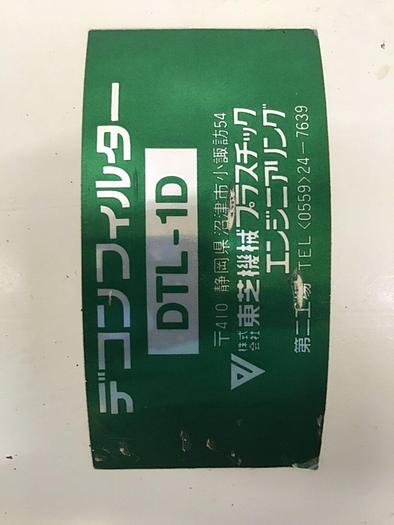 デコンフィルター
DTL-1D
〒410 静岡県沼津市小諏訪54
株式会社 東芝機械プラスチック
エンジニアリング
第二工場 TEL<0559>24-7639